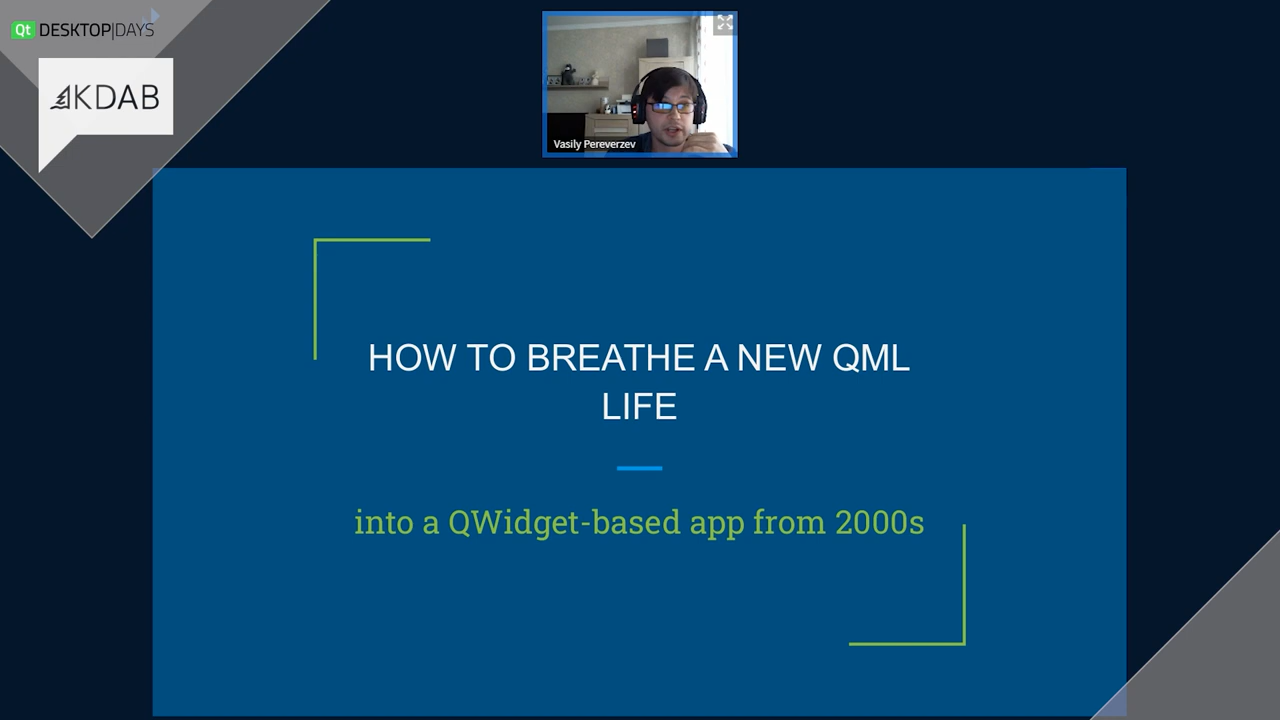 Qt DESKTOP|DAYS
KDAB
Vasily Pereverzev
HOW TO BREATHE A NEW QML
LIFE
into a QWidget-based app from 2000s